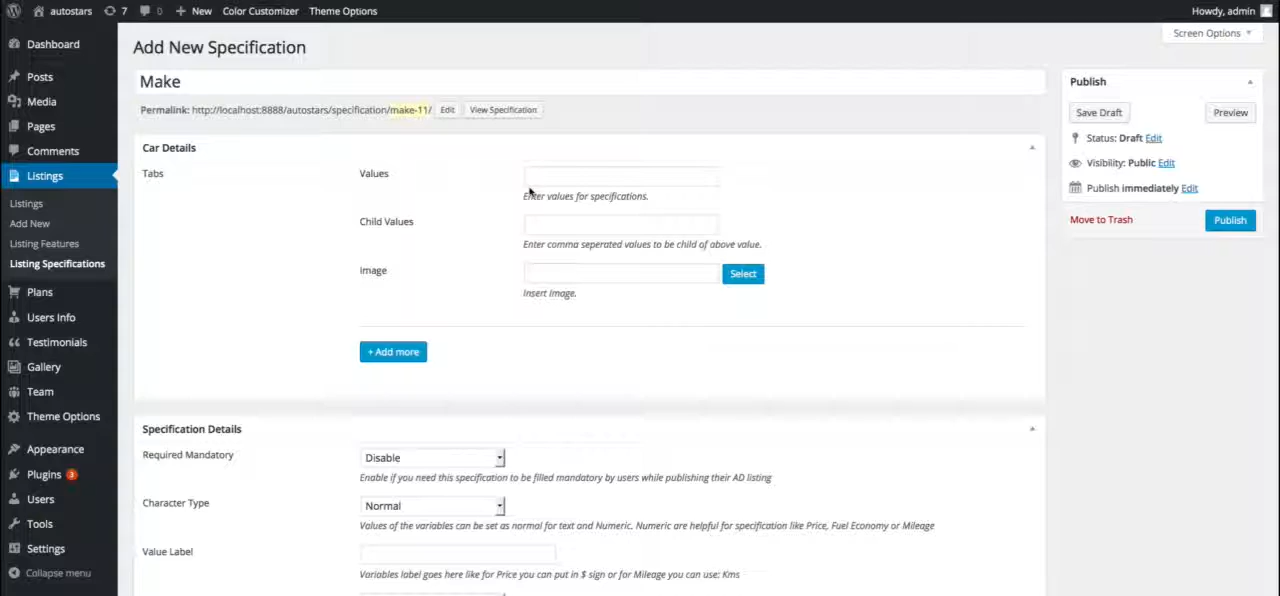 autostars 7 0 New Color Customizer Theme Options Howdy, admin
Screen Options
Dashboard
Posts
Media
Pages
Comments
Listings
Listings
Add New
Listing Features
Listing Specifications
Plans
Users Info
Testimonials
Gallery
Team
Theme Options
Appearance
Plugins 3
Users
Tools
Settings
Collapse menu
Add New Specification
Make
Permalink: http://localhost:8888/autostars/specification/make-11/ Edit View Specification
Car Details
Tabs
Values
Enter values for specifications.
Child Values
Enter comma seperated values to be child of above value.
Image
Select
Insert Image.
+ Add more
Specification Details
Required Mandatory
Disable
Enable if you need this specification to be filled mandatory by users while publishing their AD listing
Character Type
Normal
Values of the variables can be set as normal for text and Numeric. Numeric are helpful for specification like Price, Fuel Economy or Mileage
Value Label
Variables label goes here like for Price you can put in $ sign or for Mileage you can use: Kms
Publish
Save Draft Preview
Status: Draft Edit
Visibility: Public Edit
Publish immediately Edit
Move to Trash Publish